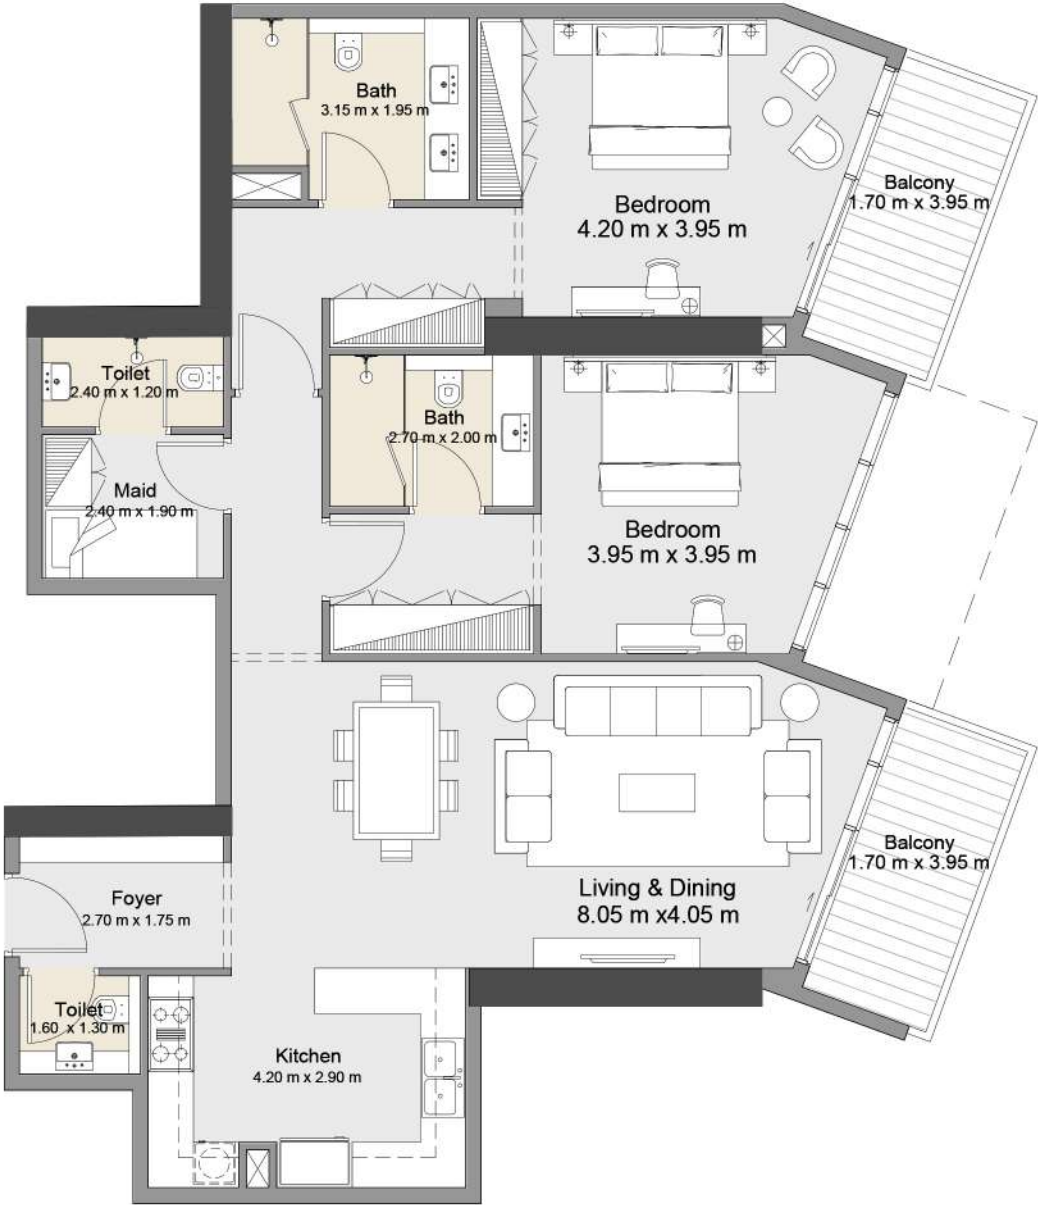 Bath
3.15 m x 1.95 m
Bedroom
4.20 m x 3.95 m
Balcony
1.70 m x 3.95 m
Toilet
2.40 m x 1.20 m
Bath
2.70 m x 2.00 m
Maid
2.40 m x 1.90 m
Bedroom
3.95 m x 3.95 m
Living & Dining
8.05 m x4.05 m
Balcony
1.70 m x 3.95 m
Foyer
2.70 m x 1.75 m
Toilet
1.60 x 1.30 m
Kitchen
4.20 m x 2.90 m